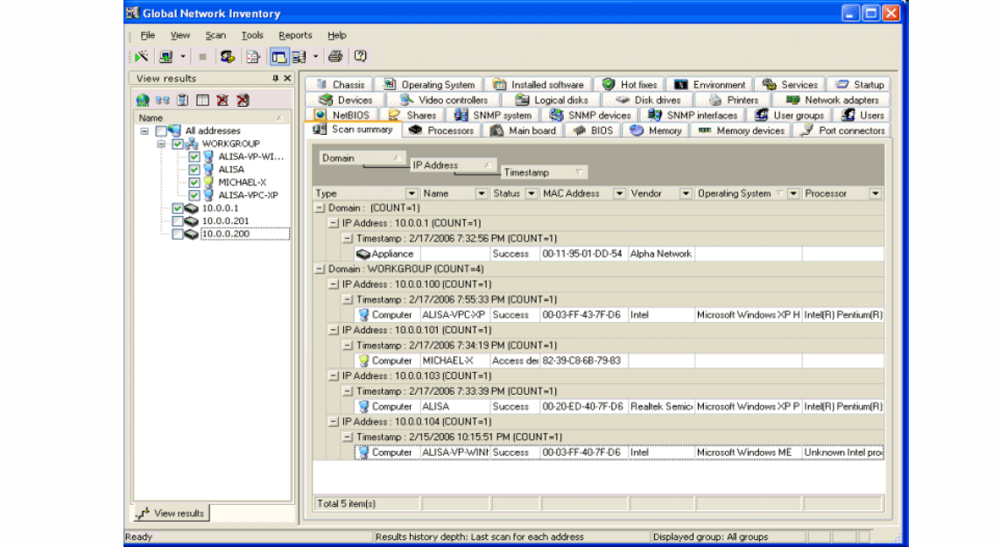 Global Network Inventory
File View Scan Tools Reports Help
View results
Name
All addresses
WORKGROUP
ALISA-VP-WI...
ALISA
MICHAEL-X
ALISA-VPC-XP
10.0.0.1
10.0.0.201
10.0.0.200
View results
Chassis Operating System Installed software Hot fixes Environment Services Startup
Devices Video controllers Logical disks Disk drives Printers Network adapters
NetBIOS Shares SNMP system SNMP devices SNMP interfaces User groups Users
Scan summary Processors Main board BIOS Memory Memory devices Port connectors
Domain
IP Address
Timestamp
Type Name Status MAC Address Vendor Operating System Processor
Domain : (COUNT=1)
IP Address : 10.0.0.1 (COUNT=1)
Timestamp : 2/17/2006 7:32:56 PM (COUNT=1)
Appliance Success 00-11-95-01-DD-54 Alpha Network
Domain : WORKGROUP (COUNT=4)
IP Address : 10.0.0.100 (COUNT=1)
Timestamp : 2/17/2006 7:55:33 PM (COUNT=1)
Computer ALISA-VPC-XP Success 00-03-FF-43-7F-D6 Intel Microsoft Windows XP H Intel(R) Pentium(R)
IP Address : 10.0.0.101 (COUNT=1)
Timestamp : 2/17/2006 7:34:19 PM (COUNT=1)
Computer MICHAEL-X Access der 82-39-C8-6B-79-83
IP Address : 10.0.0.103 (COUNT=1)
Timestamp : 2/17/2006 7:33:39 PM (COUNT=1)
Computer ALISA Success 00-20-ED-40-7F-D6 Realtek Semico Microsoft Windows XP P Intel(R) Pentium(R)
IP Address : 10.0.0.104 (COUNT=1)
Timestamp : 2/15/2006 10:15:51 PM (COUNT=1)
Computer ALISA-VP-WINM Success 00-03-FF-40-7F-D6 Intel Microsoft Windows ME Unknown Intel pro
Total 5 item(s)
Ready Results history depth: Last scan for each address Displayed group: All groups